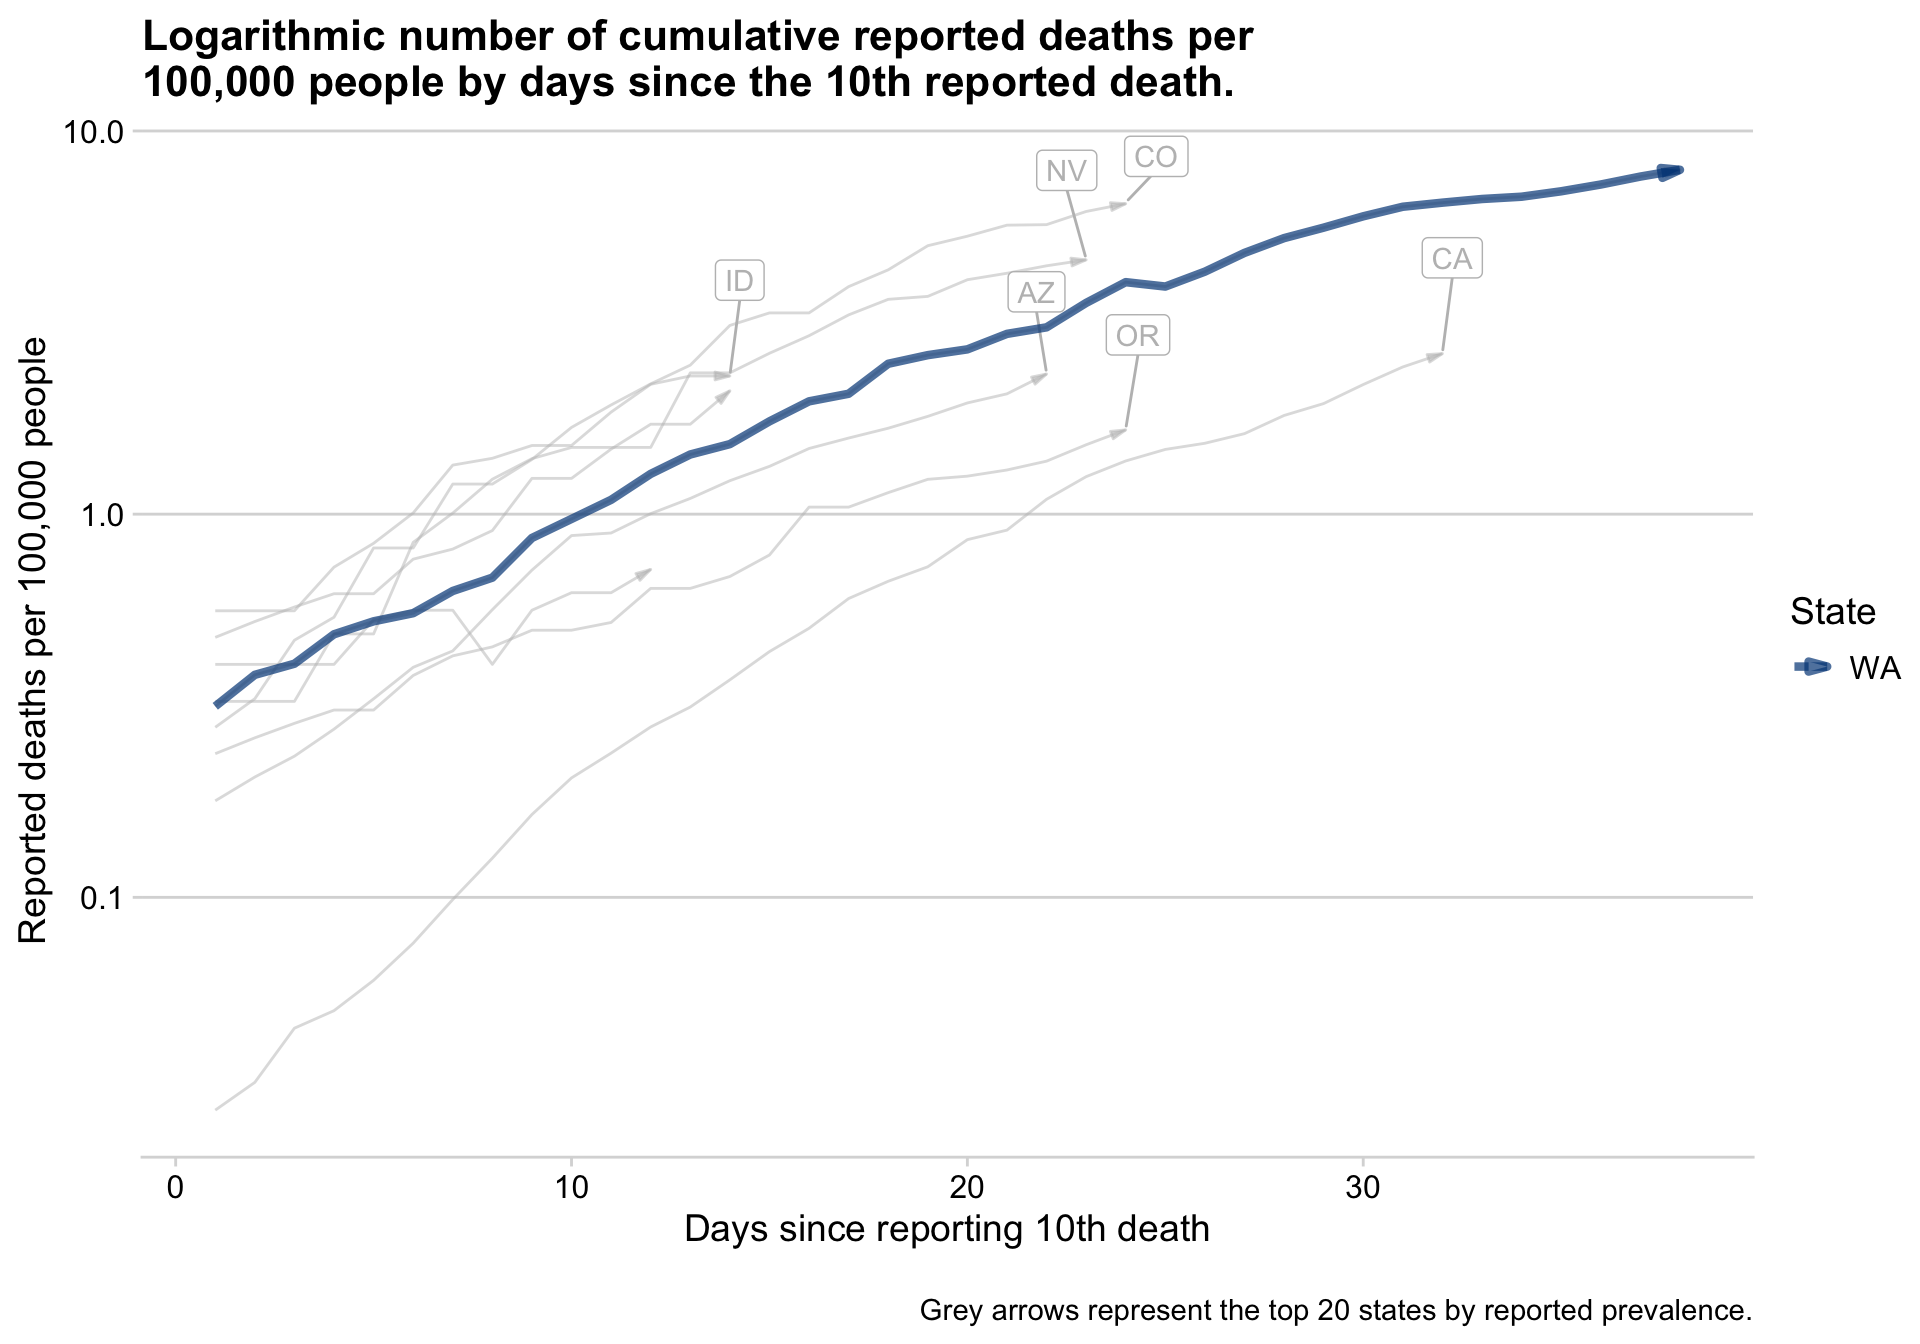 Logarithmic number of cumulative reported deaths per
100,000 people by days since the 10th reported death.
Reported deaths per 100,000 people
10.0
1.0
0.1
CO
NV
ID
AZ
OR
CA
State
WA
0
10
20
30
Days since reporting 10th death
Grey arrows represent the top 20 states by reported prevalence.